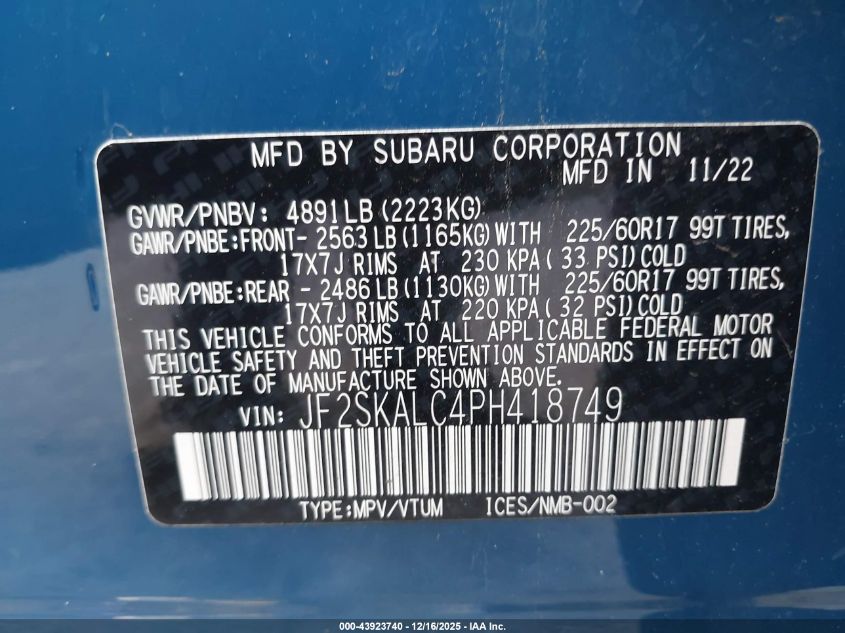 MFD BY SUBARU CORPORATION
MFD IN 11/22
GVWR/PNBV: 4891LB(2223KG)
GAWR/PNBE:FRONT- 2563LB(1165KG)WITH 225/60R17 99T TIRES,
17X7J RIMS AT 230 KPA( 33 PSI)COLD
GAWR/PNBE:REAR - 2486LB(1130KG)WITH 225/60R17 99T TIRES,
17X7J RIMS AT 220 KPA( 32 PSI)COLD
THIS VEHICLE CONFORMS TO ALL APPLICABLE FEDERAL MOTOR
VEHICLE SAFETY AND THEFT PREVENTION STANDARDS IN EFFECT ON
THE DATE OF MANUFACTURE SHOWN ABOVE.
VIN: JF2SKALC4PH418749
TYPE:MPV/VTUM ICES/NMB-002
000-43923740 - 12/16/2025 - IAA Inc.